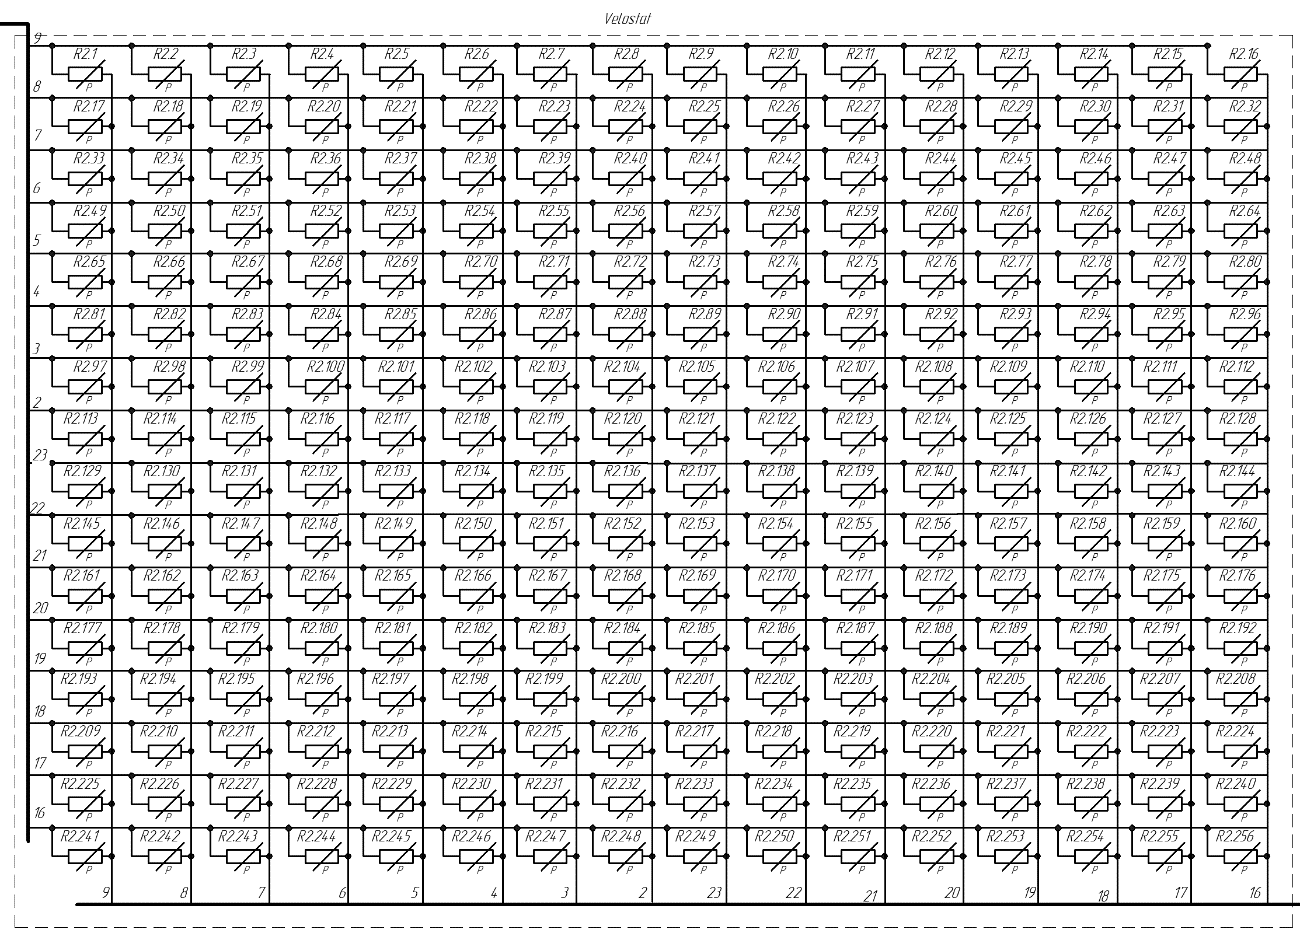 Velostat
9
R2.1 R2.2 R2.3 R2.4 R2.5 R2.6 R2.7 R2.8 R2.9 R2.10 R2.11 R2.12 R2.13 R2.14 R2.15 R2.16
P P P P P P P P P P P P P P P P
8
R2.17 R2.18 R2.19 R2.20 R2.21 R2.22 R2.23 R2.24 R2.25 R2.26 R2.27 R2.28 R2.29 R2.30 R2.31 R2.32
P P P P P P P P P P P P P P P P
7
R2.33 R2.34 R2.35 R2.36 R2.37 R2.38 R2.39 R2.40 R2.41 R2.42 R2.43 R2.44 R2.45 R2.46 R2.47 R2.48
P P P P P P P P P P P P P P P P
6
R2.49 R2.50 R2.51 R2.52 R2.53 R2.54 R2.55 R2.56 R2.57 R2.58 R2.59 R2.60 R2.61 R2.62 R2.63 R2.64
P P P P P P P P P P P P P P P P
5
R2.65 R2.66 R2.67 R2.68 R2.69 R2.70 R2.71 R2.72 R2.73 R2.74 R2.75 R2.76 R2.77 R2.78 R2.79 R2.80
P P P P P P P P P P P P P P P P
4
R2.81 R2.82 R2.83 R2.84 R2.85 R2.86 R2.87 R2.88 R2.89 R2.90 R2.91 R2.92 R2.93 R2.94 R2.95 R2.96
P P P P P P P P P P P P P P P P
3
R2.97 R2.98 R2.99 R2.100 R2.101 R2.102 R2.103 R2.104 R2.105 R2.106 R2.107 R2.108 R2.109 R2.110 R2.111 R2.112
P P P P P P P P P P P P P P P P
2
R2.113 R2.114 R2.115 R2.116 R2.117 R2.118 R2.119 R2.120 R2.121 R2.122 R2.123 R2.124 R2.125 R2.126 R2.127 R2.128
P P P P P P P P P P P P P P P P
23
R2.129 R2.130 R2.131 R2.132 R2.133 R2.134 R2.135 R2.136 R2.137 R2.138 R2.139 R2.140 R2.141 R2.142 R2.143 R2.144
P P P P P P P P P P P P P P P P
22
R2.145 R2.146 R2.147 R2.148 R2.149 R2.150 R2.151 R2.152 R2.153 R2.154 R2.155 R2.156 R2.157 R2.158 R2.159 R2.160
P P P P P P P P P P P P P P P P
21
R2.161 R2.162 R2.163 R2.164 R2.165 R2.166 R2.167 R2.168 R2.169 R2.170 R2.171 R2.172 R2.173 R2.174 R2.175 R2.176
P P P P P P P P P P P P P P P P
20
R2.177 R2.178 R2.179 R2.180 R2.181 R2.182 R2.183 R2.184 R2.185 R2.186 R2.187 R2.188 R2.189 R2.190 R2.191 R2.192
P P P P P P P P P P P P P P P P
19
R2.193 R2.194 R2.195 R2.196 R2.197 R2.198 R2.199 R2.200 R2.201 R2.202 R2.203 R2.204 R2.205 R2.206 R2.207 R2.208
P P P P P P P P P P P P P P P P
18
R2.209 R2.210 R2.211 R2.212 R2.213 R2.214 R2.215 R2.216 R2.217 R2.218 R2.219 R2.220 R2.221 R2.222 R2.223 R2.224
P P P P P P P P P P P P P P P P
17
R2.225 R2.226 R2.227 R2.228 R2.229 R2.230 R2.231 R2.232 R2.233 R2.234 R2.235 R2.236 R2.237 R2.238 R2.239 R2.240
P P P P P P P P P P P P P P P P
16
R2.241 R2.242 R2.243 R2.244 R2.245 R2.246 R2.247 R2.248 R2.249 R2.250 R2.251 R2.252 R2.253 R2.254 R2.255 R2.256
P P P P P P P P P P P P P P P P
9 8 7 6 5 4 3 2 23 22 21 20 19 18 17 16